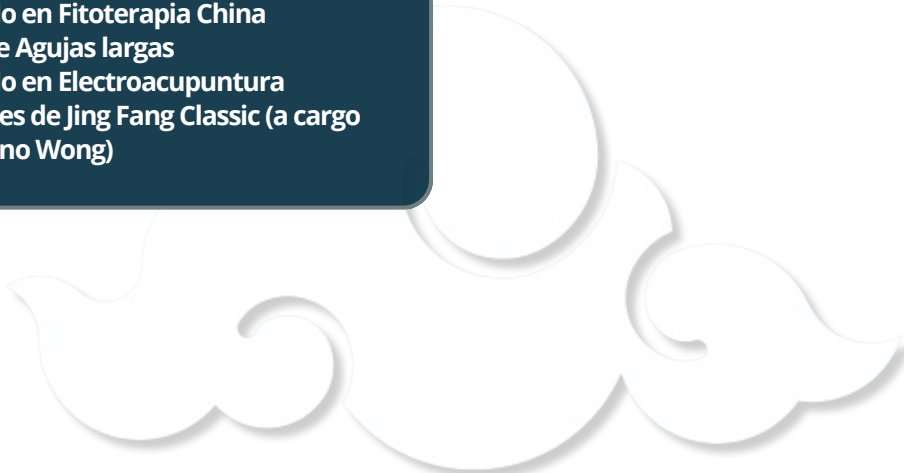 o en Fitoterapia China
e Agujas largas
o en Electroacupuntura
es de Jing Fang Classic (a cargo
no Wong)